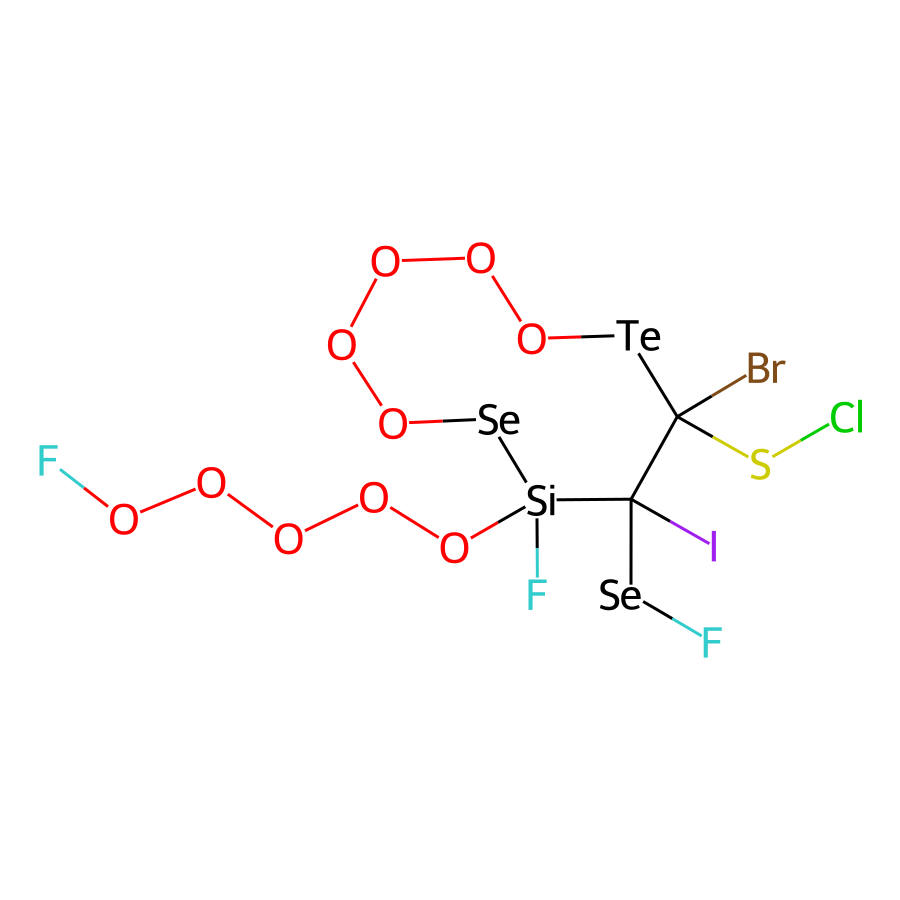 O O
O O Te Br
O Se Cl
F O S
O O O Si
O O F I
Se
F